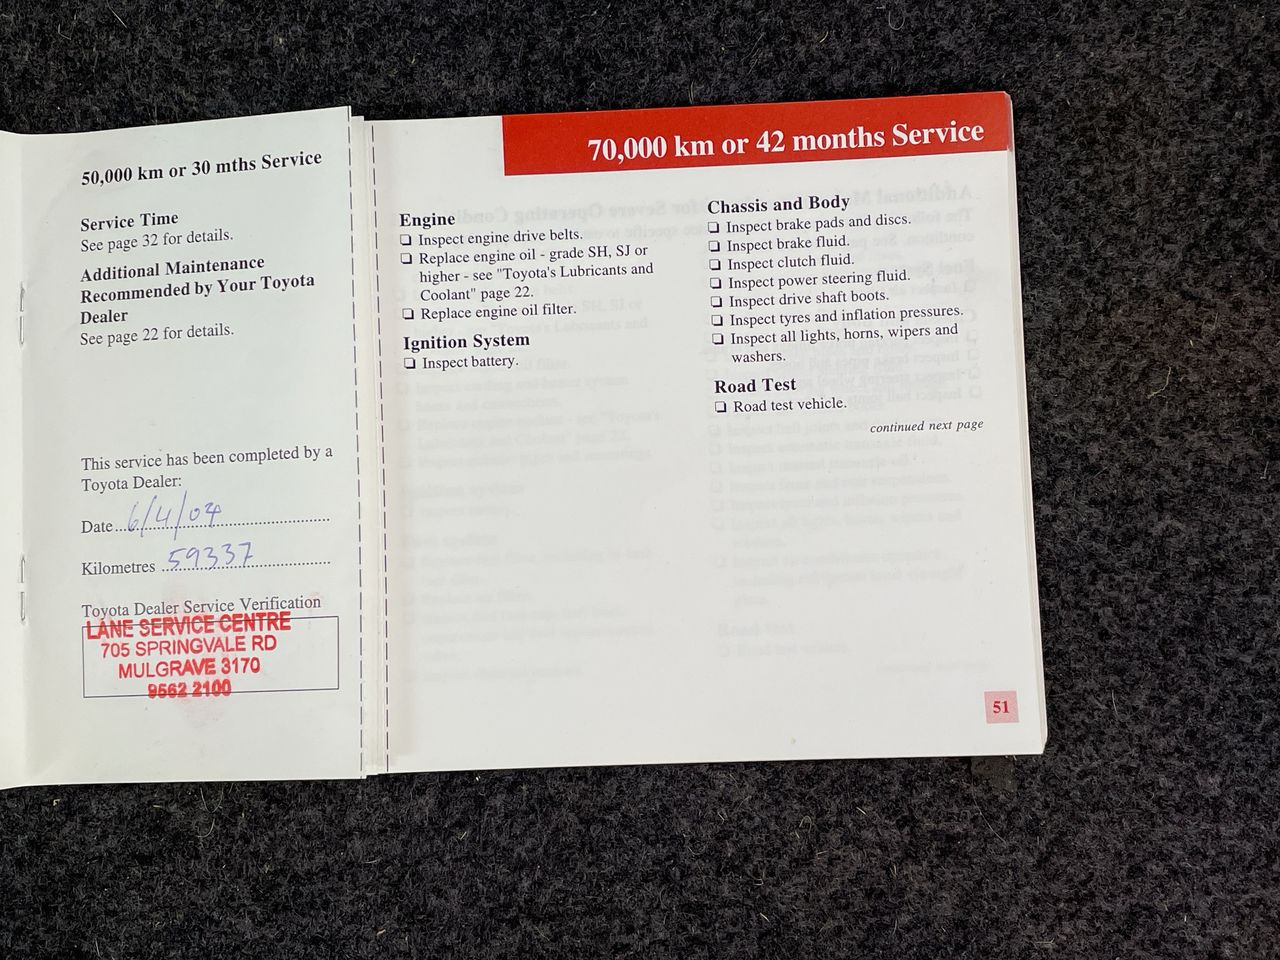 50,000 km or 30 mths Service
Service Time
See page 32 for details.
Additional Maintenance
Recommended by Your Toyota
Dealer
See page 22 for details.
This service has been completed by a
Toyota Dealer:
Date 6/4/04
Kilometres 59337
Toyota Dealer Service Verification
LANE SERVICE CENTRE
705 SPRINGVALE RD
MULGRAVE 3170
9562 2100
70,000 km or 42 months Service
Engine
❏ Inspect engine drive belts.
❏ Replace engine oil - grade SH, SJ or
higher - see "Toyota's Lubricants and
Coolant" page 22.
❏ Replace engine oil filter.
Ignition System
❏ Inspect battery.
Chassis and Body
❏ Inspect brake pads and discs.
❏ Inspect brake fluid.
❏ Inspect clutch fluid.
❏ Inspect power steering fluid.
❏ Inspect drive shaft boots.
❏ Inspect tyres and inflation pressures.
❏ Inspect all lights, horns, wipers and
washers.
Road Test
❏ Road test vehicle.
continued next page
51